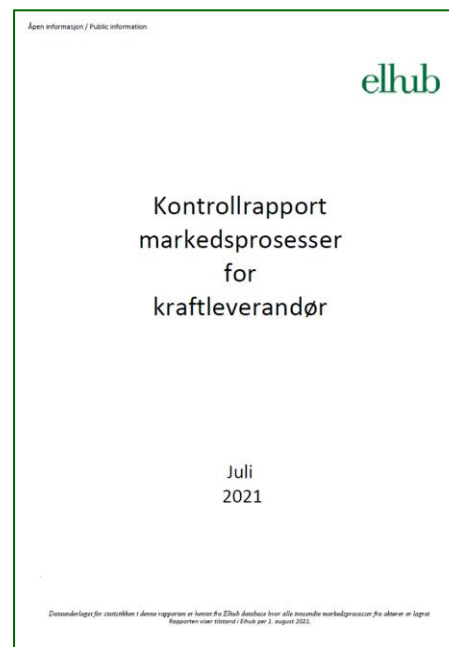 Åpen informasjon / Public information
elhub
Kontrollrapport
markedsprosesser
for
kraftleverandør
Juli
2021
Dataunderlaget for statistikken i denne rapporten er hentet fra Elhub database hvor alle innsendte markedsprosesser fra aktører er lagret.
Rapporten viser tilstand i Elhub per 1. august 2021.